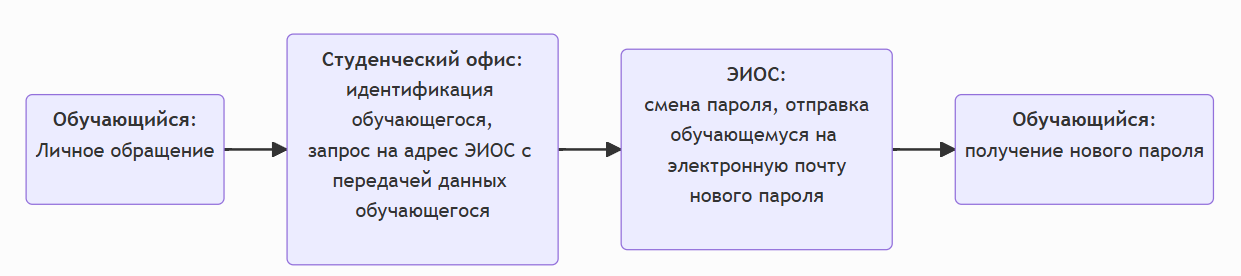 Обучающийся:
Личное обращение
Студенческий офис:
идентификация
обучающегося,
запрос на адрес ЭИОС с
передачей данных
обучающегося
ЭИОС:
смена пароля, отправка
обучающемуся на
электронную почту
нового пароля
Обучающийся:
получение нового пароля